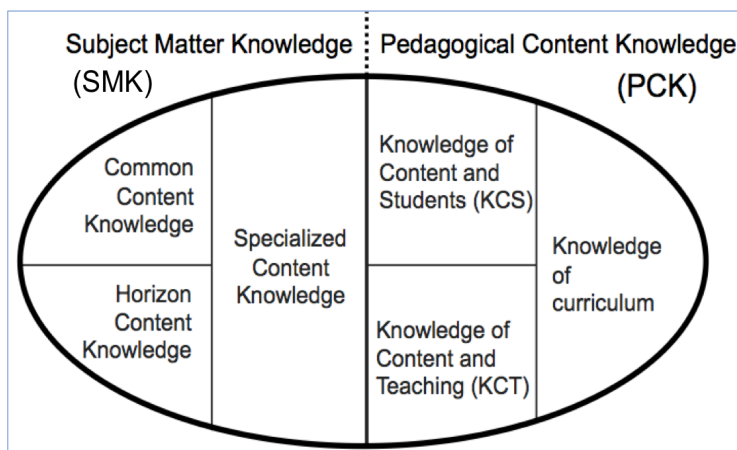 Subject Matter Knowledge
(SMK)
Pedagogical Content Knowledge
(PCK)
Common
Content
Knowledge
Horizon
Content
Knowledge
Specialized
Content
Knowledge
Knowledge of
Content and
Students (KCS)
Knowledge of
Content and
Teaching (KCT)
Knowledge
of
curriculum